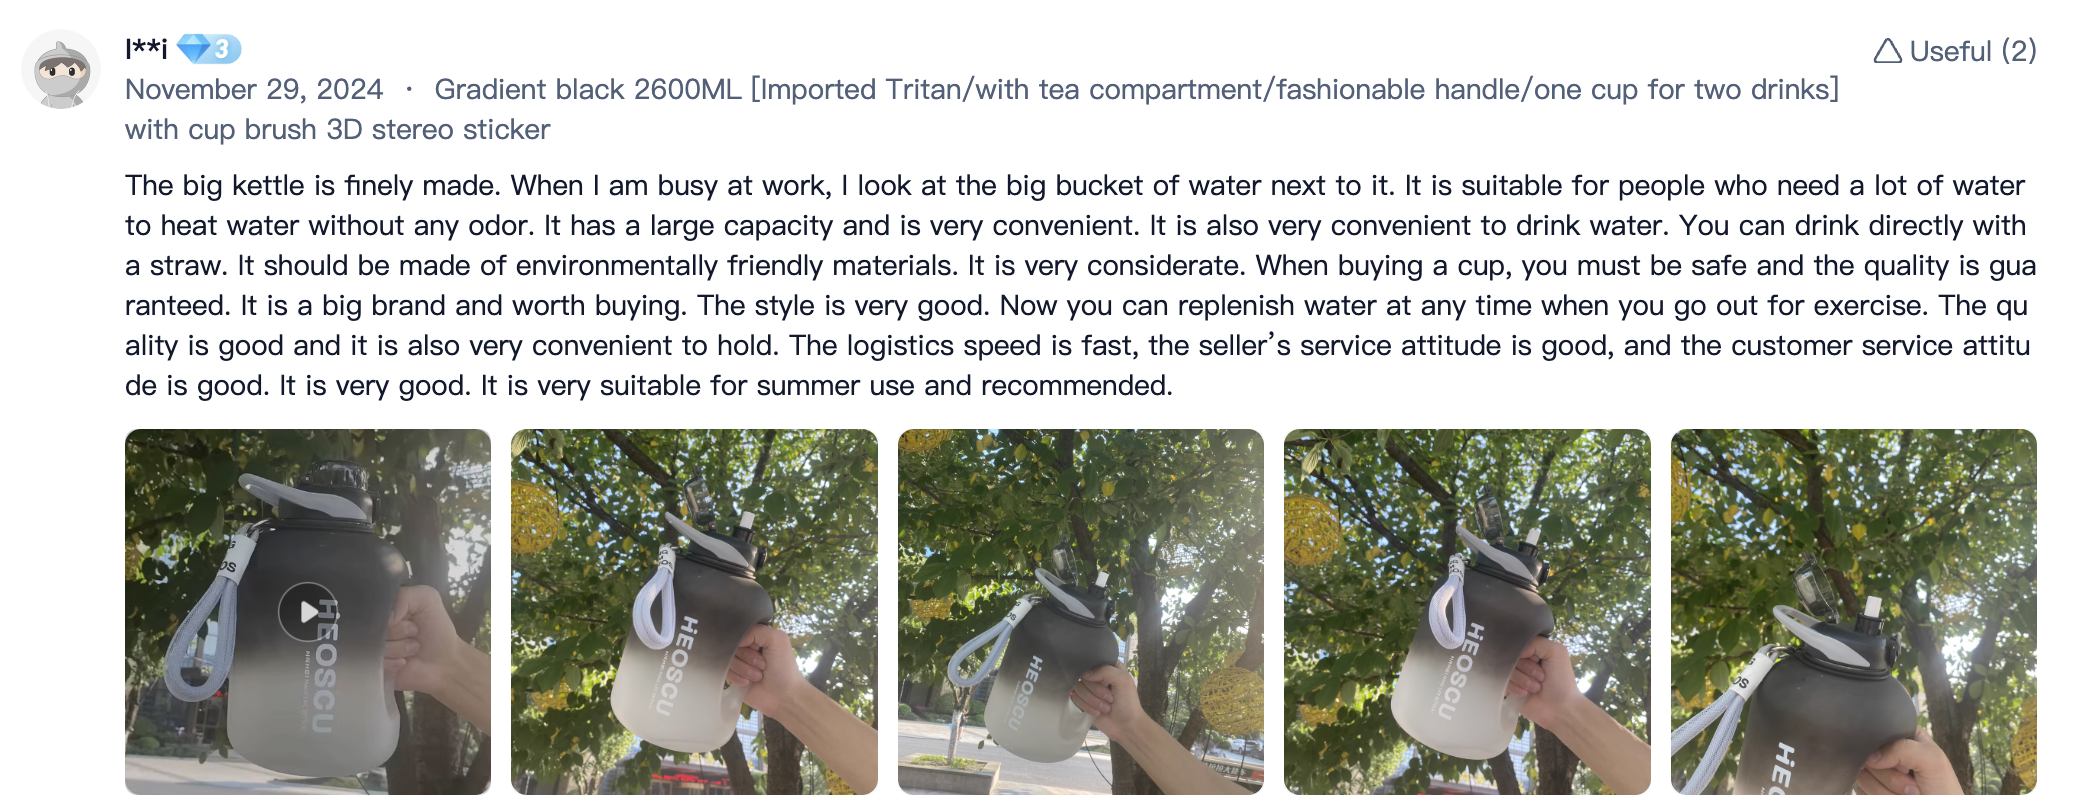 l**i 3
Useful (2)
November 29, 2024 · Gradient black 2600ML [Imported Tritan/with tea compartment/fashionable handle/one cup for two drinks]
with cup brush 3D stereo sticker
The big kettle is finely made. When I am busy at work, I look at the big bucket of water next to it. It is suitable for people who need a lot of water
to heat water without any odor. It has a large capacity and is very convenient. It is also very convenient to drink water. You can drink directly with
a straw. It should be made of environmentally friendly materials. It is very considerate. When buying a cup, you must be safe and the quality is gua
ranteed. It is a big brand and worth buying. The style is very good. Now you can replenish water at any time when you go out for exercise. The qu
ality is good and it is also very convenient to hold. The logistics speed is fast, the seller’s service attitude is good, and the customer service attitu
de is good. It is very good. It is very suitable for summer use and recommended.
HEOSCU
HEOSCU
HEOSCU
HEOSCU
HEO